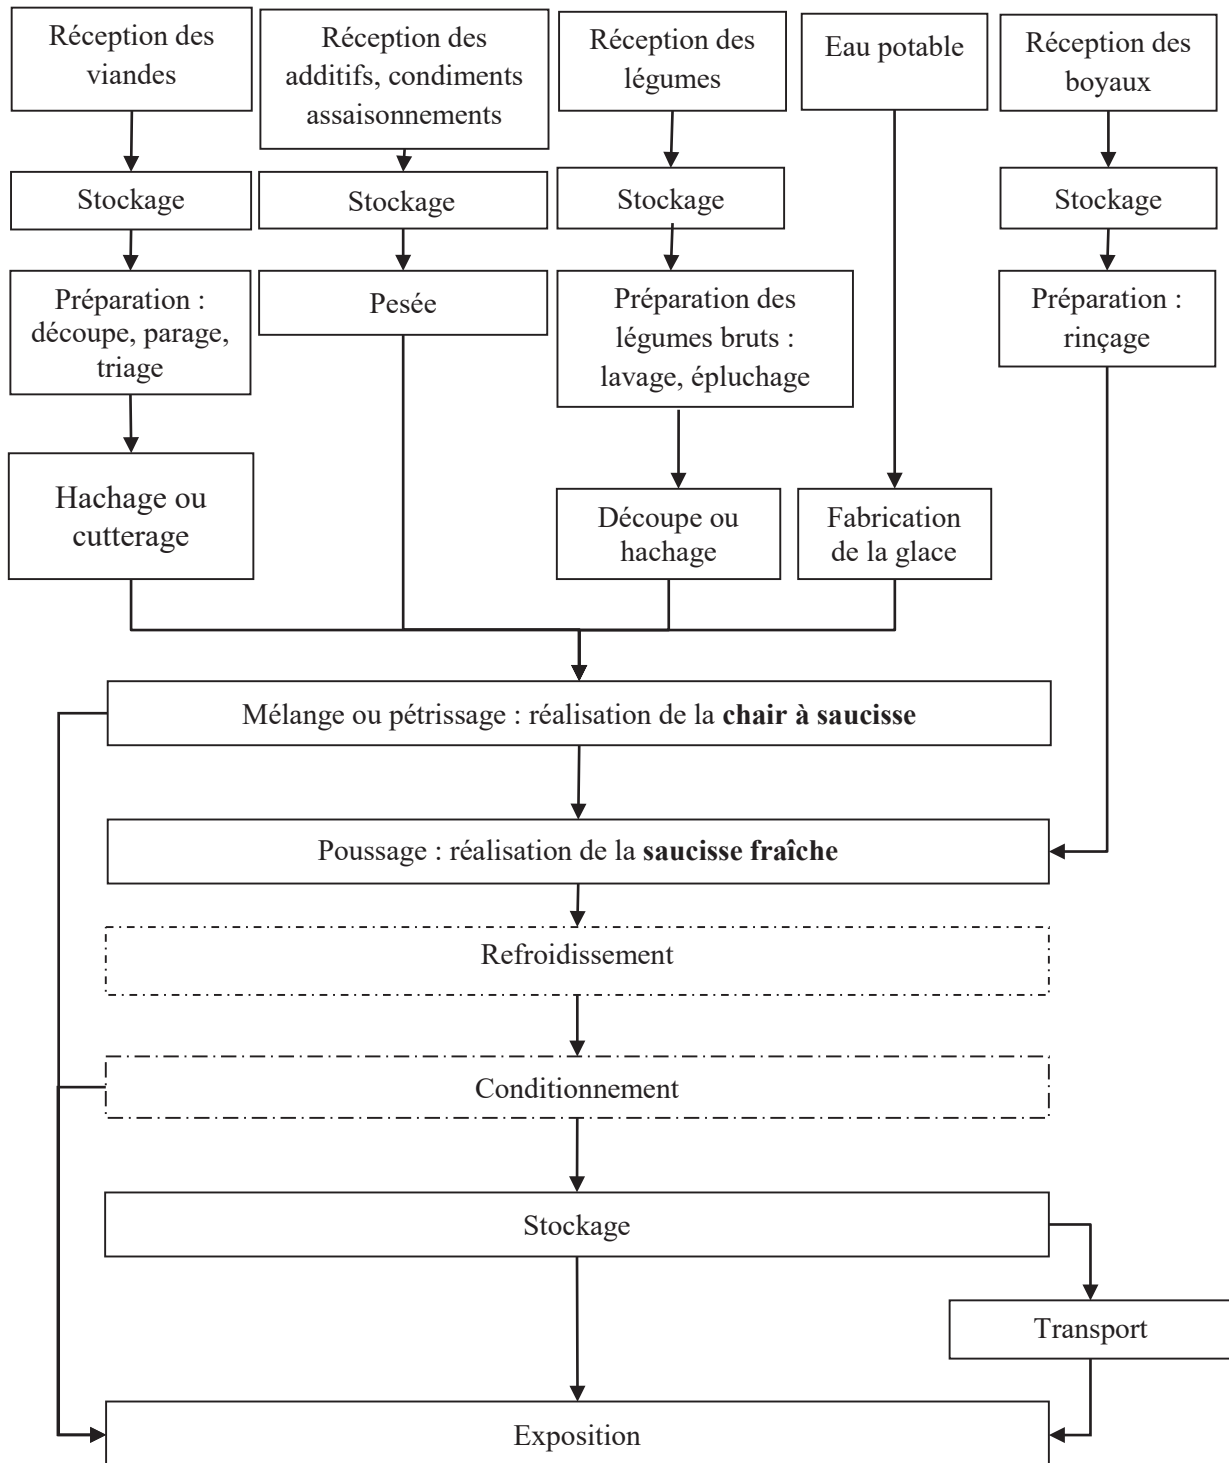 Réception des
viandes
Réception des
additifs, condiments
assaisonnements
Réception des
légumes
Eau potable
Réception des
boyaux
Stockage
Stockage
Stockage
Stockage
Préparation :
découpe, parage,
triage
Pesée
Préparation des
légumes bruts :
lavage, épluchage
Préparation :
rinçage
Hachage ou
cutterage
Découpe ou
hachage
Fabrication
de la glace
Mélange ou pétrissage : réalisation de la chair à saucisse
Poussage : réalisation de la saucisse fraîche
Refroidissement
Conditionnement
Stockage
Transport
Exposition